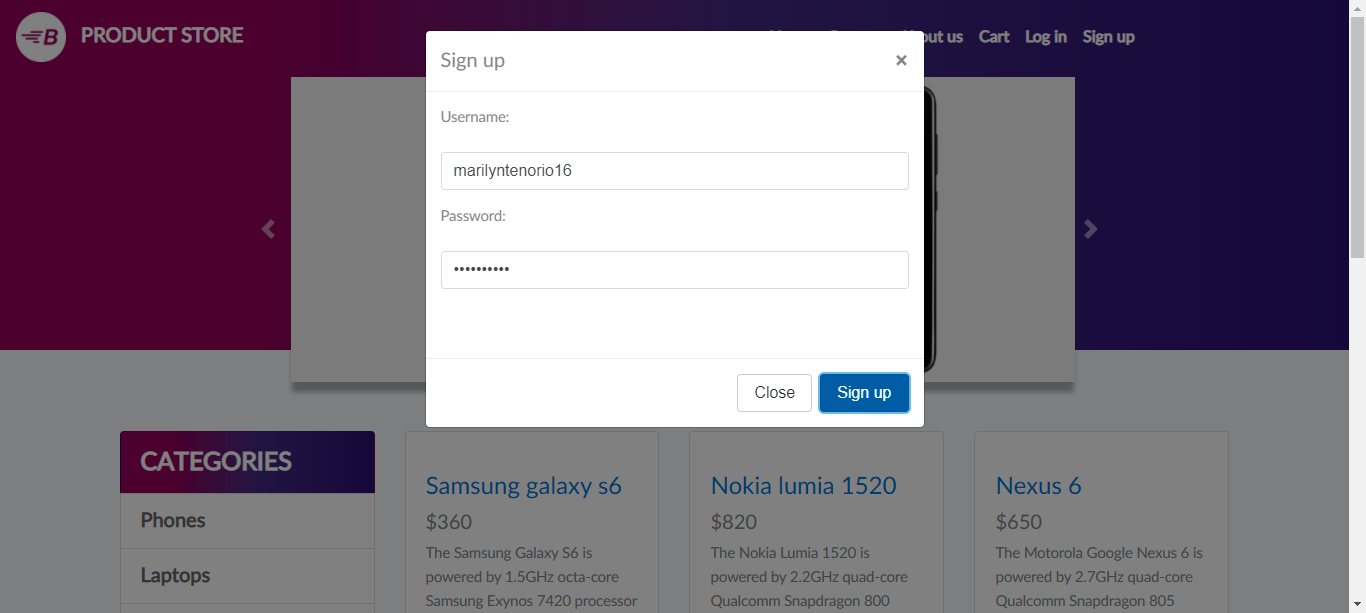 B PRODUCT STORE
out us Cart Log in Sign up
Sign up ×
Username:
marilyntenorio16
Password:
••••••••••
Close Sign up
CATEGORIES
Phones
Laptops
Samsung galaxy s6
$360
The Samsung Galaxy S6 is
powered by 1.5GHz octa-core
Samsung Exynos 7420 processor
Nokia lumia 1520
$820
The Nokia Lumia 1520 is
powered by 2.2GHz quad-core
Qualcomm Snapdragon 800
Nexus 6
$650
The Motorola Google Nexus 6 is
powered by 2.7GHz quad-core
Qualcomm Snapdragon 805